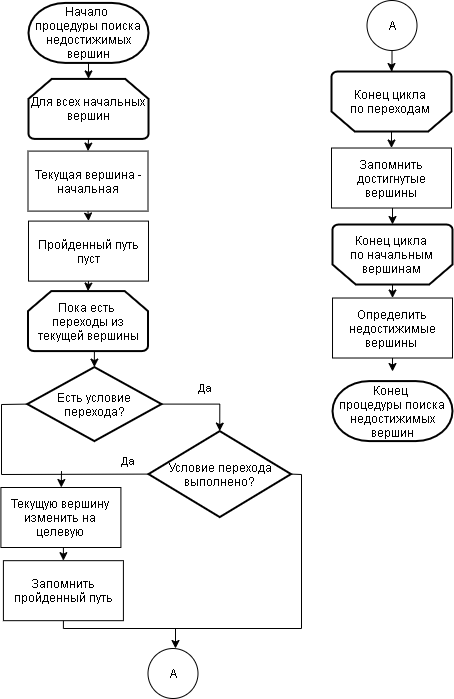 Начало
процедуры поиска
недостижимых
вершин
Для всех начальных
вершин
Текущая вершина -
начальная
Пройденный путь
пуст
Пока есть
переходы из
текущей вершины
Есть условие
перехода?
Да
Условие перехода
выполнено?
Да
Текущую вершину
изменить на
целевую
Запомнить
пройденный путь
А
А
Конец цикла
по переходам
Запомнить
достигнутые
вершины
Конец цикла
по начальным
вершинам
Определить
недостижимые
вершины
Конец
процедуры поиска
недостижимых
вершин